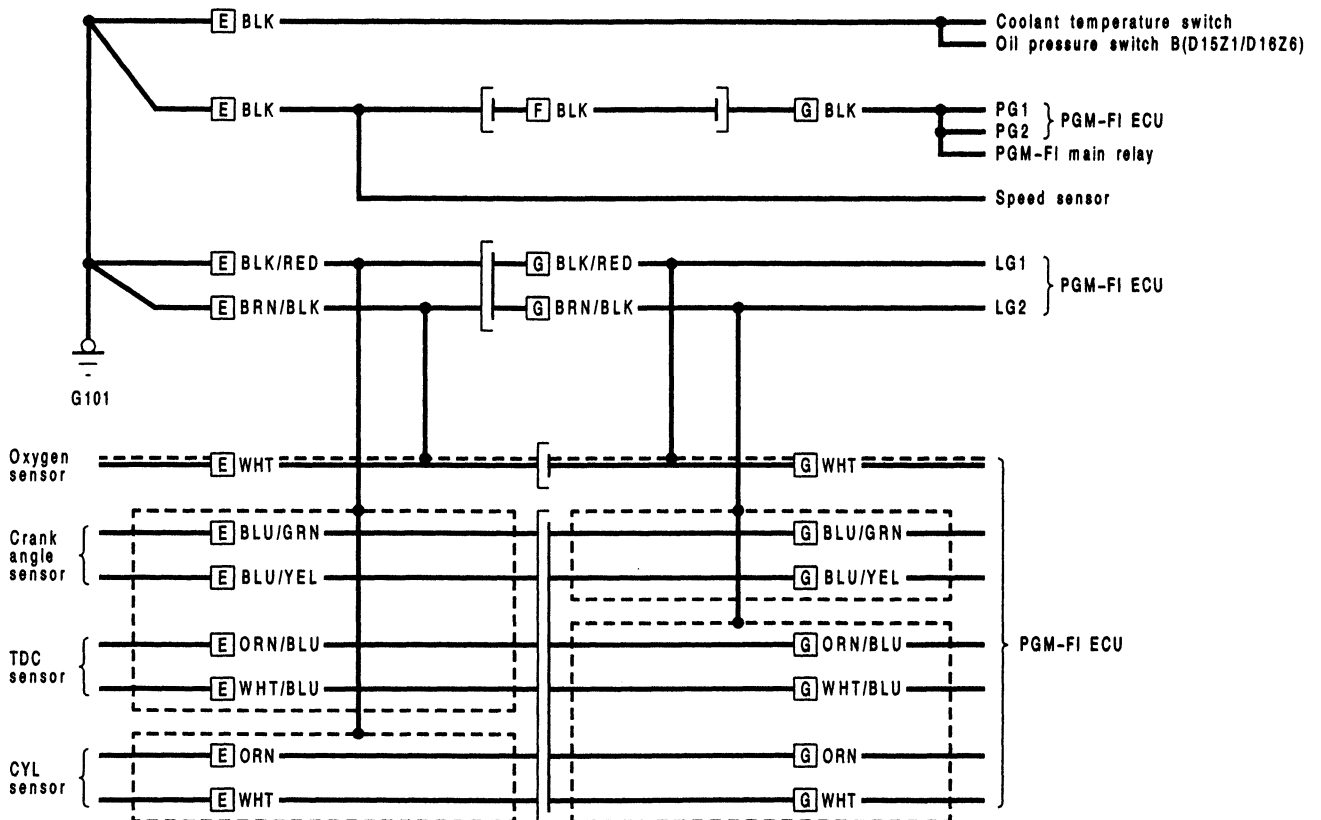 E BLK Coolant temperature switch
Oil pressure switch B(D15Z1/D16Z6)
E BLK F BLK G BLK PG1
PG2 PGM-FI ECU
PGM-FI main relay
Speed sensor
E BLK/RED G BLK/RED LG1
PGM-FI ECU
E BRN/BLK G BRN/BLK LG2
G101
Oxygen
sensor
E WHT G WHT
Crank
angle
sensor
E BLU/GRN G BLU/GRN
E BLU/YEL G BLU/YEL
TDC
sensor
E ORN/BLU G ORN/BLU PGM-FI ECU
E WHT/BLU G WHT/BLU
CYL
sensor
E ORN G ORN
E WHT G WHT